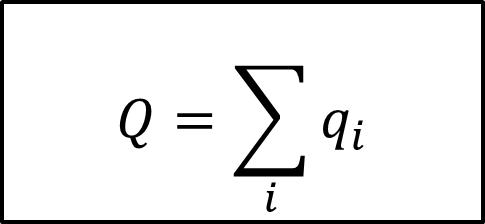 Q = ∑ᵢ qᵢ